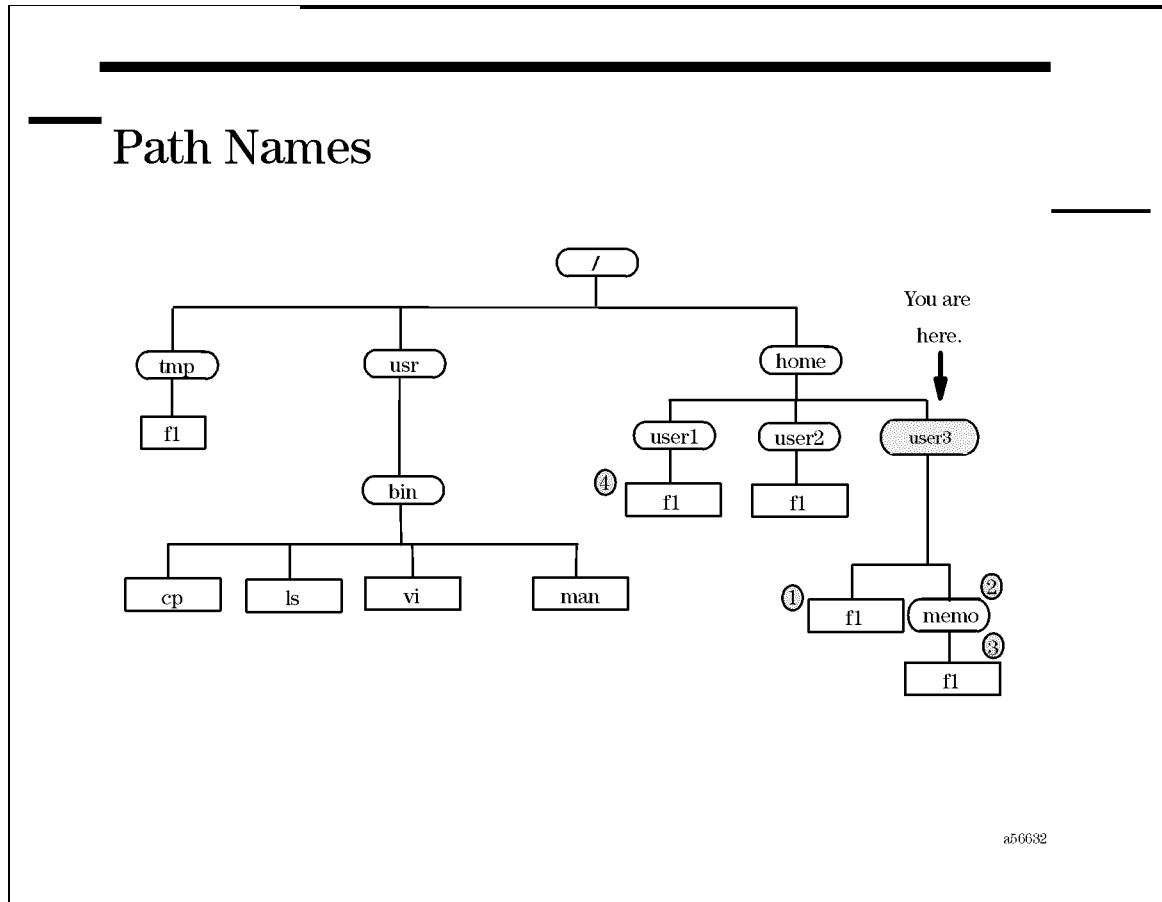 Path Names
/
You are
here.
tmp
usr
home
f1
user1
user2
user3
bin
4
f1
f1
cp
ls
vi
man
1
f1
2
memo
3
f1
a56632